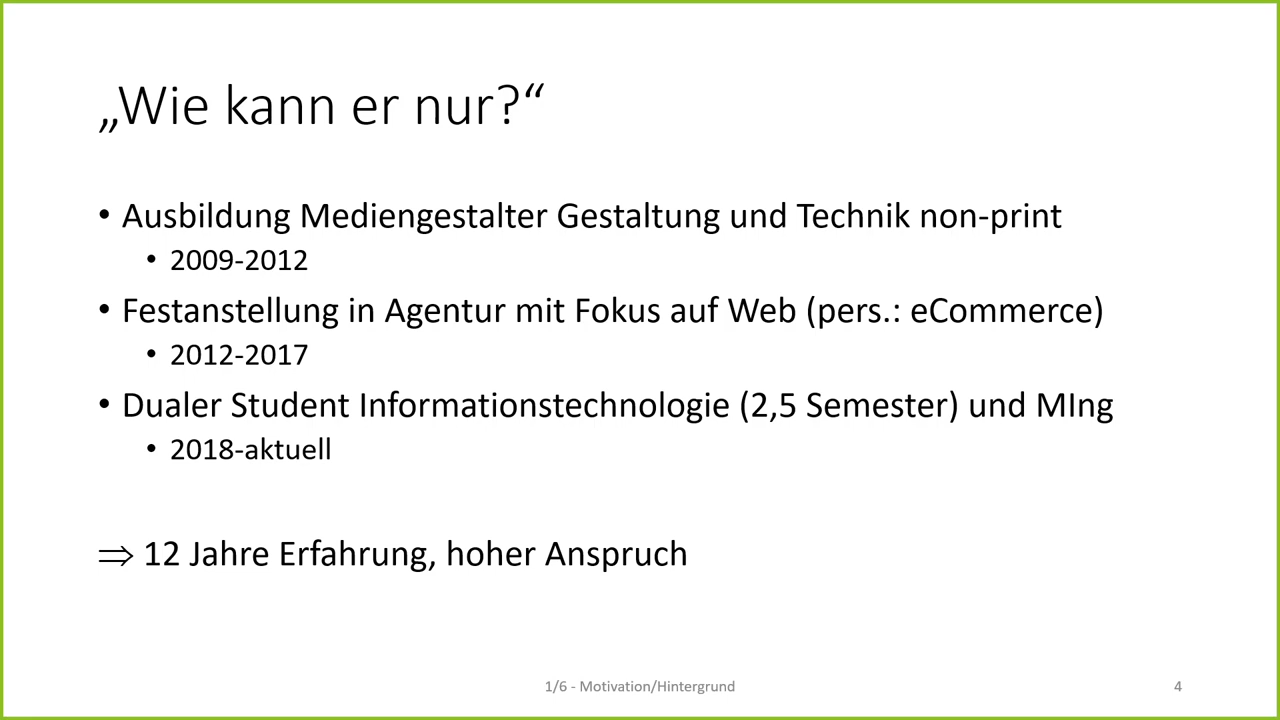 „Wie kann er nur?“
• Ausbildung Mediengestalter Gestaltung und Technik non-print
• 2009-2012
• Festanstellung in Agentur mit Fokus auf Web (pers.: eCommerce)
• 2012-2017
• Dualer Student Informationstechnologie (2,5 Semester) und MIng
• 2018-aktuell
⇒ 12 Jahre Erfahrung, hoher Anspruch
1/6 - Motivation/Hintergrund
4